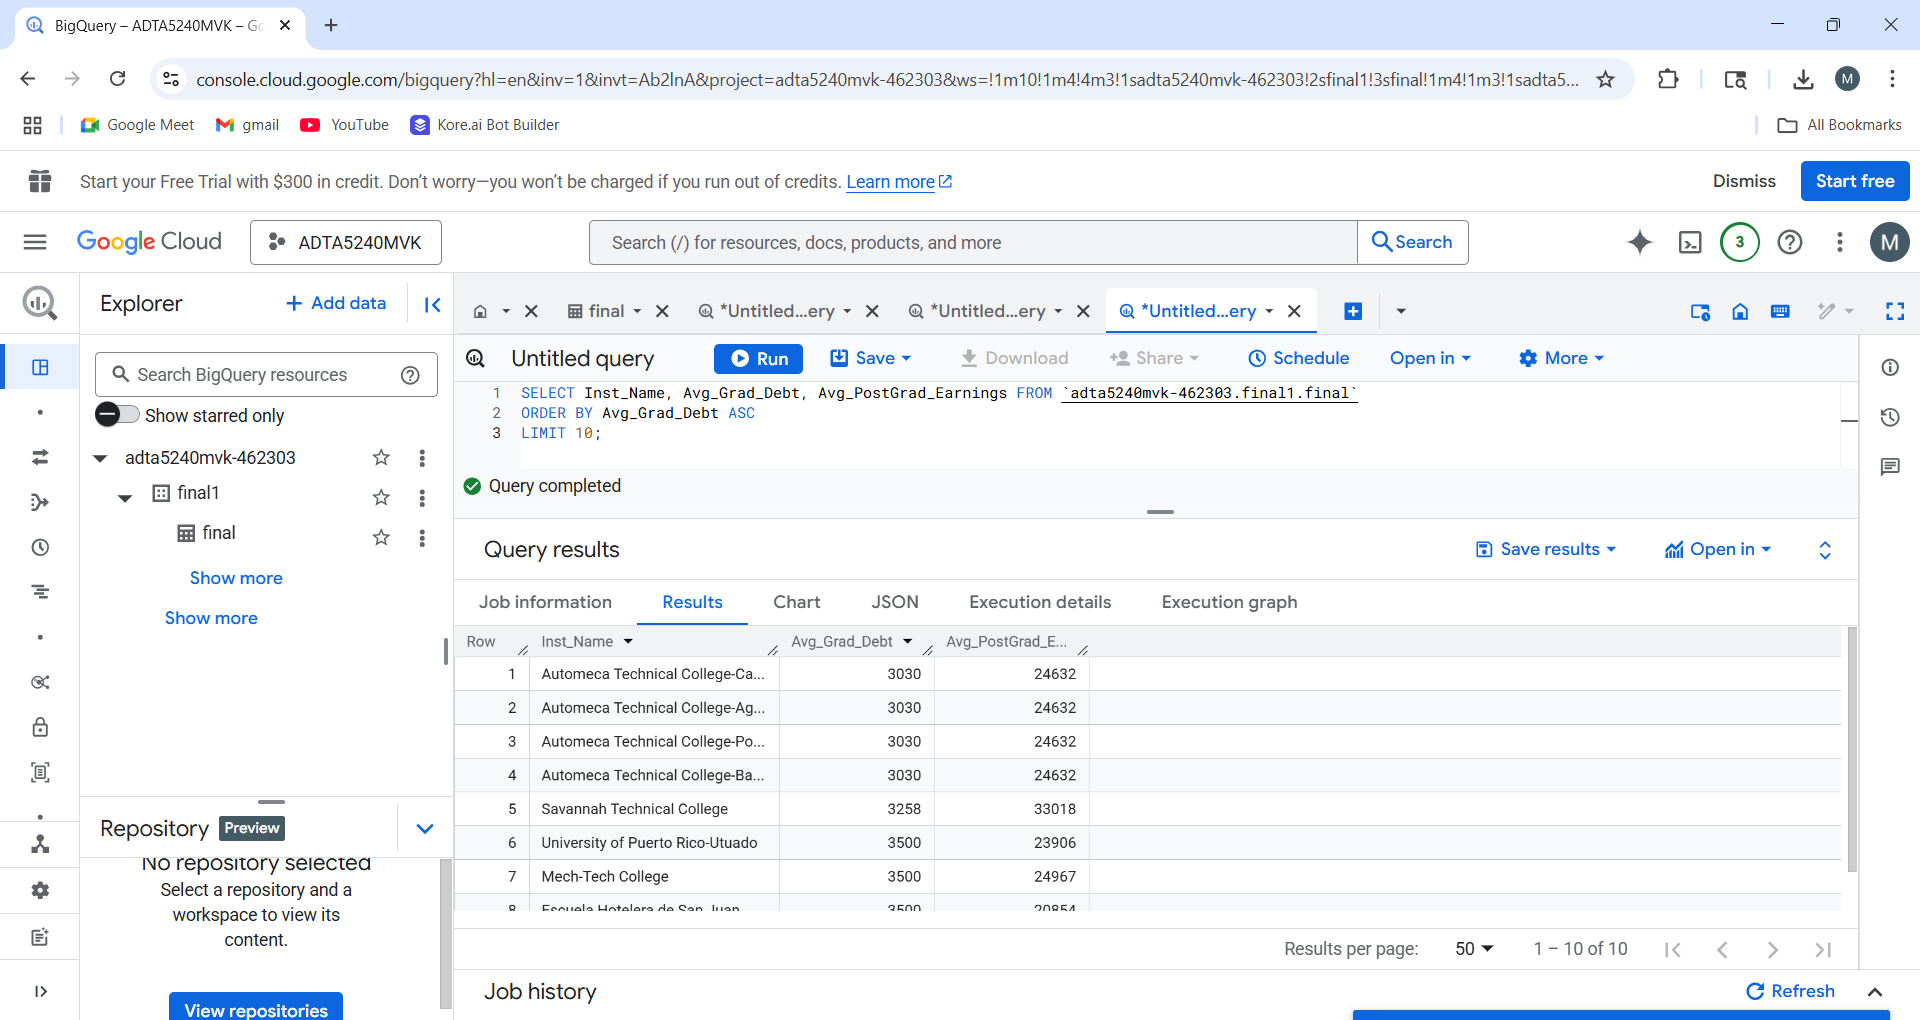 BigQuery – ADTA5240MVK – Go
console.cloud.google.com/bigquery?hl=en&inv=1&invt=Ab2lnA&project=adta5240mvk-462303&ws=!1m10!1m4!4m3!1sadta5240mvk-462303!2sfinal1!3sfinal!1m4!1m3!1sadta5...
M
Google Meet
gmail
YouTube
Kore.ai Bot Builder
All Bookmarks
Start your Free Trial with $300 in credit. Don’t worry—you won’t be charged if you run out of credits. Learn more
Dismiss
Start free
Google Cloud
ADTA5240MVK
Search (/) for resources, docs, products, and more
Search
3
M
Explorer
+ Add data
final
*Untitled...ery
*Untitled...ery
*Untitled...ery
Search BigQuery resources
Show starred only
adta5240mvk-462303
final1
final
Show more
Show more
Untitled query
Run
Save
Download
Share
Schedule
Open in
More
1 SELECT Inst_Name, Avg_Grad_Debt, Avg_PostGrad_Earnings FROM `adta5240mvk-462303.final1.final`
2 ORDER BY Avg_Grad_Debt ASC
3 LIMIT 10;
Query completed
Query results
Save results
Open in
Job information
Results
Chart
JSON
Execution details
Execution graph
Row Inst_Name Avg_Grad_Debt Avg_PostGrad_E...
1 Automeca Technical College-Ca... 3030 24632
2 Automeca Technical College-Ag... 3030 24632
3 Automeca Technical College-Po... 3030 24632
4 Automeca Technical College-Ba... 3030 24632
5 Savannah Technical College 3258 33018
6 University of Puerto Rico-Utuado 3500 23906
7 Mech-Tech College 3500 24967
8 Escuela Hotelera de San Juan 3500 20854
Results per page: 50 1 – 10 of 10
Job history
Refresh
Repository Preview
No repository selected
Select a repository and a
workspace to view its
content.
View repositories